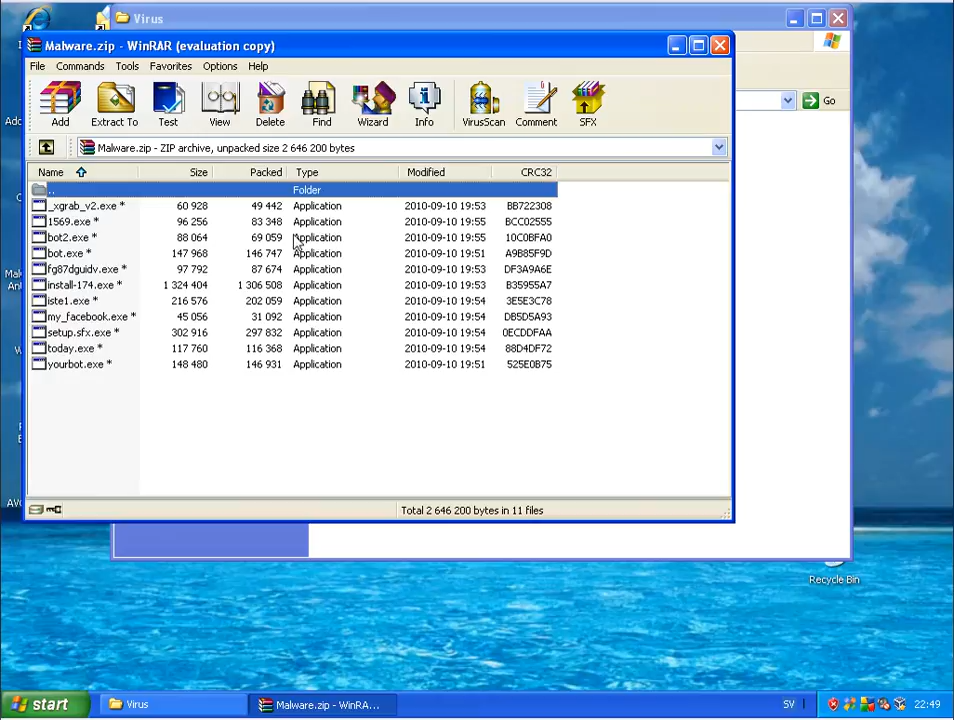 Virus
Malware.zip - WinRAR (evaluation copy)
File Commands Tools Favorites Options Help
Add Extract To Test View Delete Find Wizard Info VirusScan Comment SFX
Go
Malware.zip - ZIP archive, unpacked size 2 646 200 bytes
Name Size Packed Type Modified CRC32
.. Folder
_xgrab_v2.exe * 60 928 49 442 Application 2010-09-10 19:53 BB722308
1569.exe * 96 256 83 348 Application 2010-09-10 19:55 BCC02555
bot2.exe * 88 064 69 059 Application 2010-09-10 19:55 10C0BFA0
bot.exe * 147 968 146 747 Application 2010-09-10 19:51 A9B85F9D
fg87dguidv.exe * 97 792 87 674 Application 2010-09-10 19:53 DF3A9A6E
install-174.exe * 1 324 404 1 306 508 Application 2010-09-10 19:53 B35955A7
iste1.exe * 216 576 202 059 Application 2010-09-10 19:54 3E5E3C78
my_facebook.exe * 45 056 31 092 Application 2010-09-10 19:54 DB5D5A93
setup.sfx.exe * 302 916 297 832 Application 2010-09-10 19:54 0ECDDFAA
today.exe * 117 760 116 368 Application 2010-09-10 19:54 88D4DF72
yourbot.exe * 148 480 146 931 Application 2010-09-10 19:51 525E0B75
Total 2 646 200 bytes in 11 files
Recycle Bin
start Virus Malware.zip - WinRA... SV 22:49